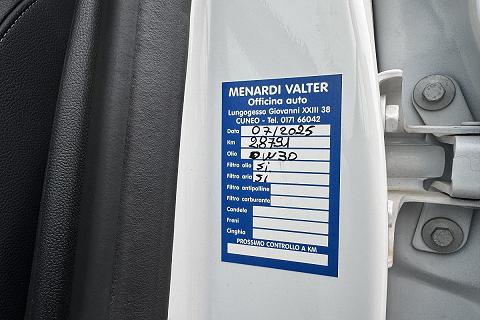 MENARDI VALTER
Officina auto
Lungogesso Giovanni XXIII 38
CUNEO - Tel. 0171 66042
Data 07/2025
Km 28791
Olio 0W30
Filtro olio si
Filtro aria si
Filtro antipolline
Filtro carburante
Candele
Freni
Cinghia
PROSSIMO CONTROLLO A KM